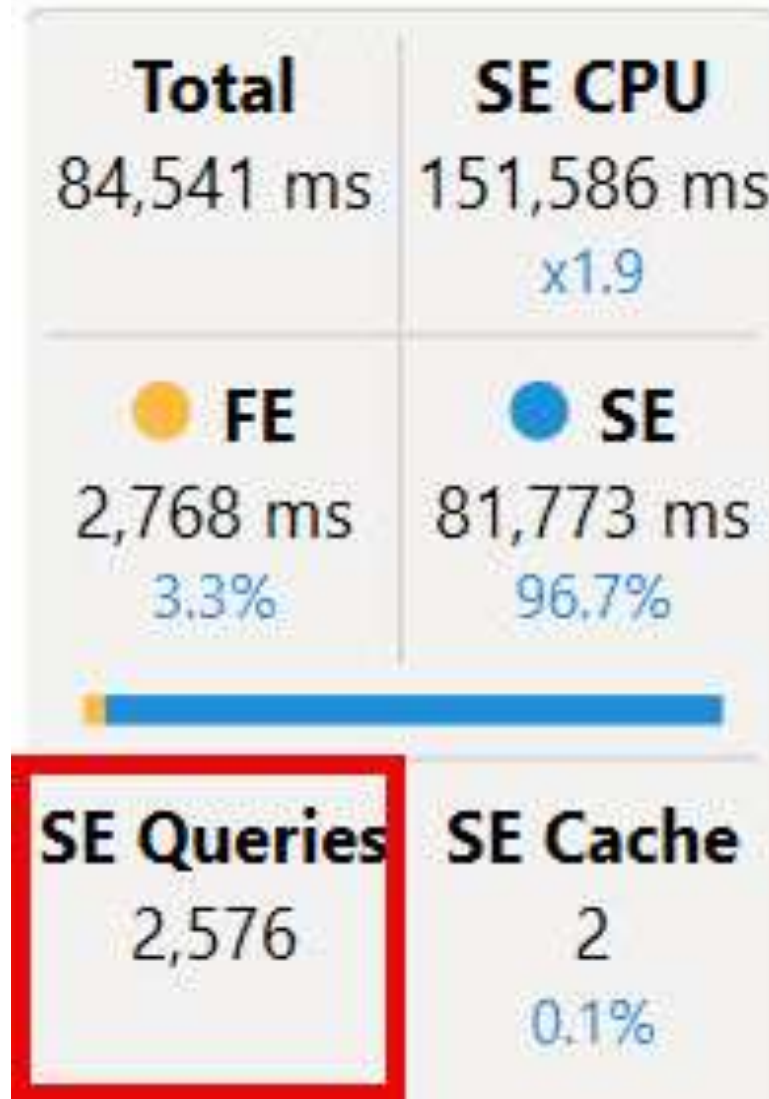 Total SE CPU
84,541 ms 151,586 ms
x1.9
FE SE
2,768 ms 81,773 ms
3.3% 96.7%
SE Queries SE Cache
2,576 2
0.1%